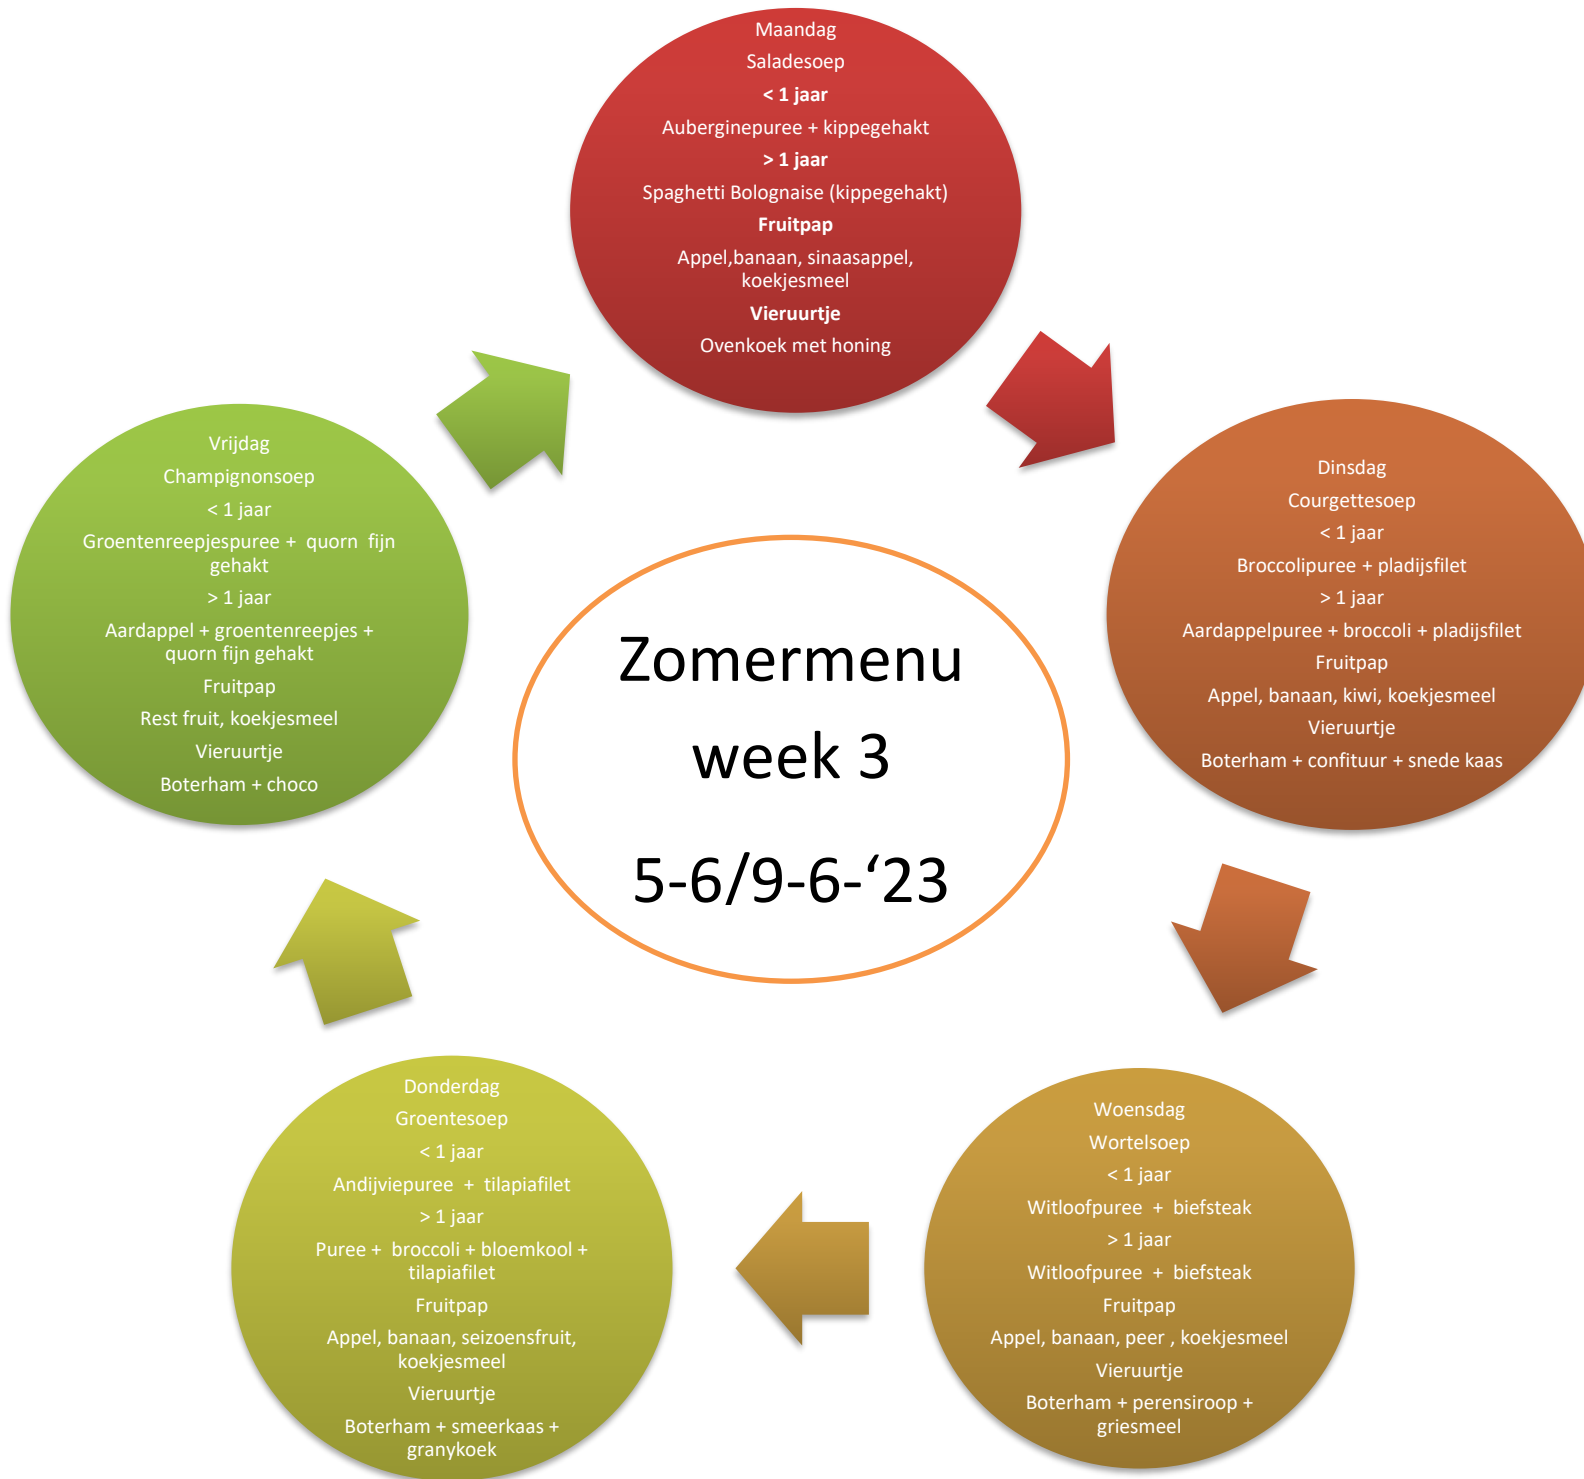 Maandag
Saladesoep
< 1 jaar
Auberginepuree + kippegehakt
> 1 jaar
Spaghetti Bolognaise (kippegehakt)
Fruitpap
Appel,banaan, sinaasappel,
koekjesmeel
Vieruurtje
Ovenkoek met honing
Dinsdag
Courgettesoep
< 1 jaar
Broccolipuree + pladijsfilet
> 1 jaar
Aardappelpuree + broccoli + pladijsfilet
Fruitpap
Appel, banaan, kiwi, koekjesmeel
Vieruurtje
Boterham + confituur + snede kaas
Woensdag
Wortelsoep
< 1 jaar
Witloofpuree + biefsteak
> 1 jaar
Witloofpuree + biefsteak
Fruitpap
Appel, banaan, peer , koekjesmeel
Vieruurtje
Boterham + perensiroop +
griesmeel
Donderdag
Groentesoep
< 1 jaar
Andijviepuree + tilapiafilet
> 1 jaar
Puree + broccoli + bloemkool +
tilapiafilet
Fruitpap
Appel, banaan, seizoensfruit,
koekjesmeel
Vieruurtje
Boterham + smeerkaas +
granykoek
Vrijdag
Champignonsoep
< 1 jaar
Groentenreepjespuree + quorn fijn
gehakt
> 1 jaar
Aardappel + groentenreepjes +
quorn fijn gehakt
Fruitpap
Rest fruit, koekjesmeel
Vieruurtje
Boterham + choco
Zomermenu
week 3
5-6/9-6-‘23